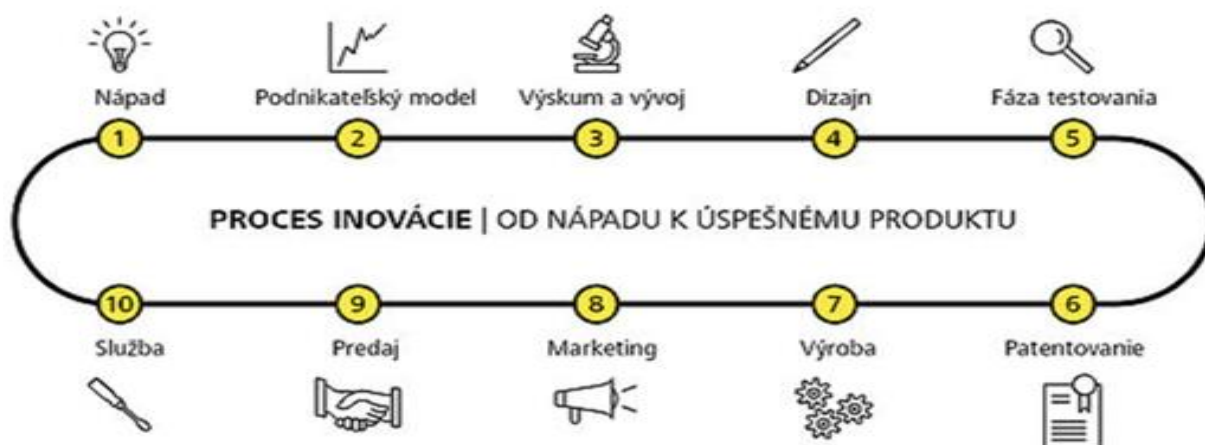 Nápad
Podnikateľský model
Výskum a vývoj
Dizajn
Fáza testovania
1
2
3
4
5
PROCES INOVÁCIE | OD NÁPADU K ÚSPEŠNÉMU PRODUKTU
10
9
8
7
6
Služba
Predaj
Marketing
Výroba
Patentovanie